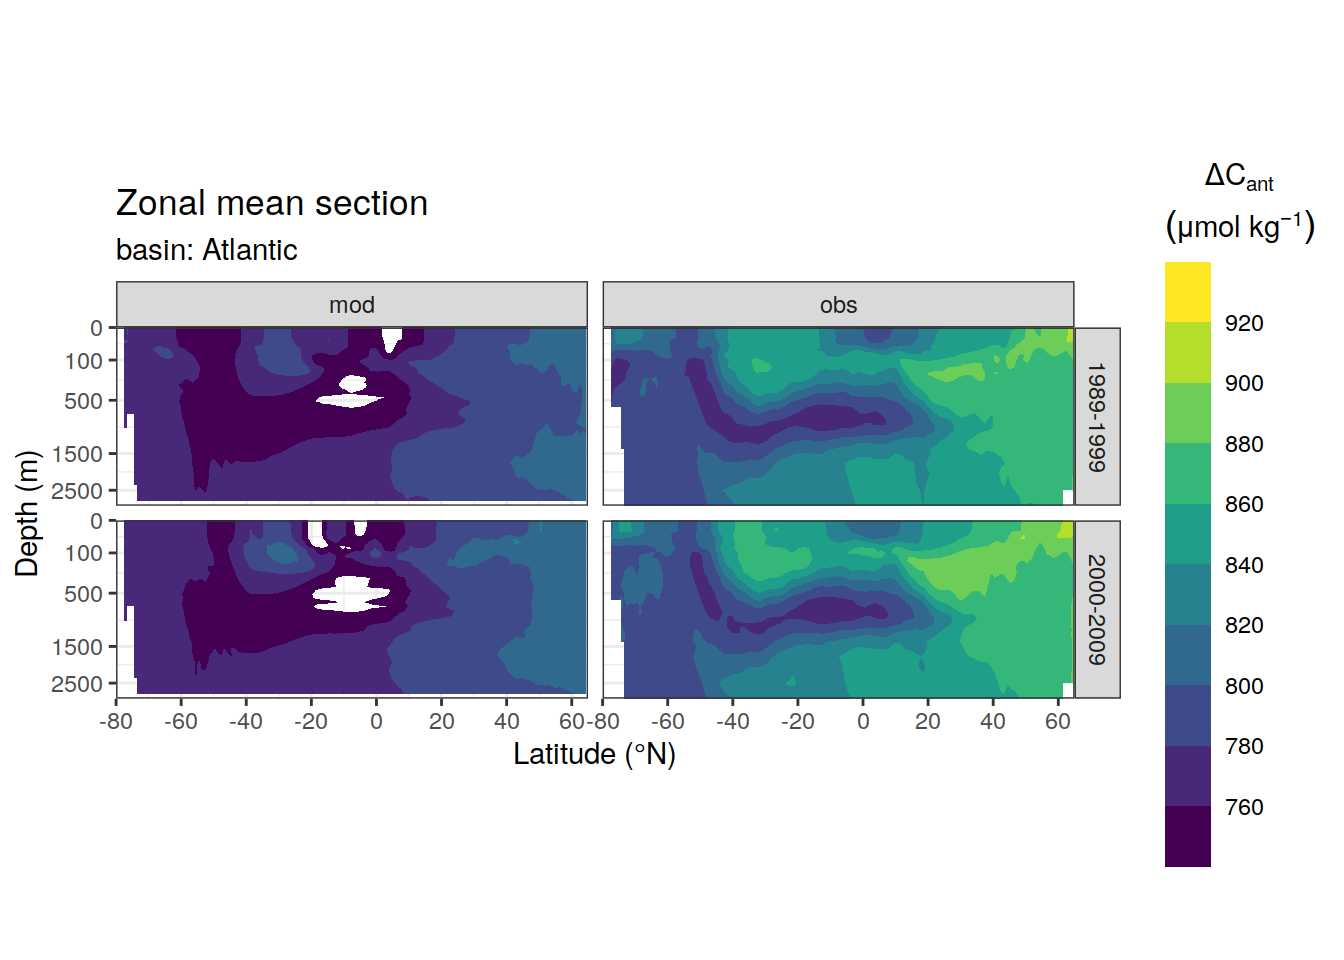 Zonal mean section
basin: Atlantic
mod
obs
0
100
500
1500
2500
1989-1999
0
100
500
1500
2500
2000-2009
-80 -60 -40 -20 0 20 40 60
-80 -60 -40 -20 0 20 40 60
Depth (m)
Latitude (°N)
ΔCant
(μmol kg⁻¹)
920
900
880
860
840
820
800
780
760